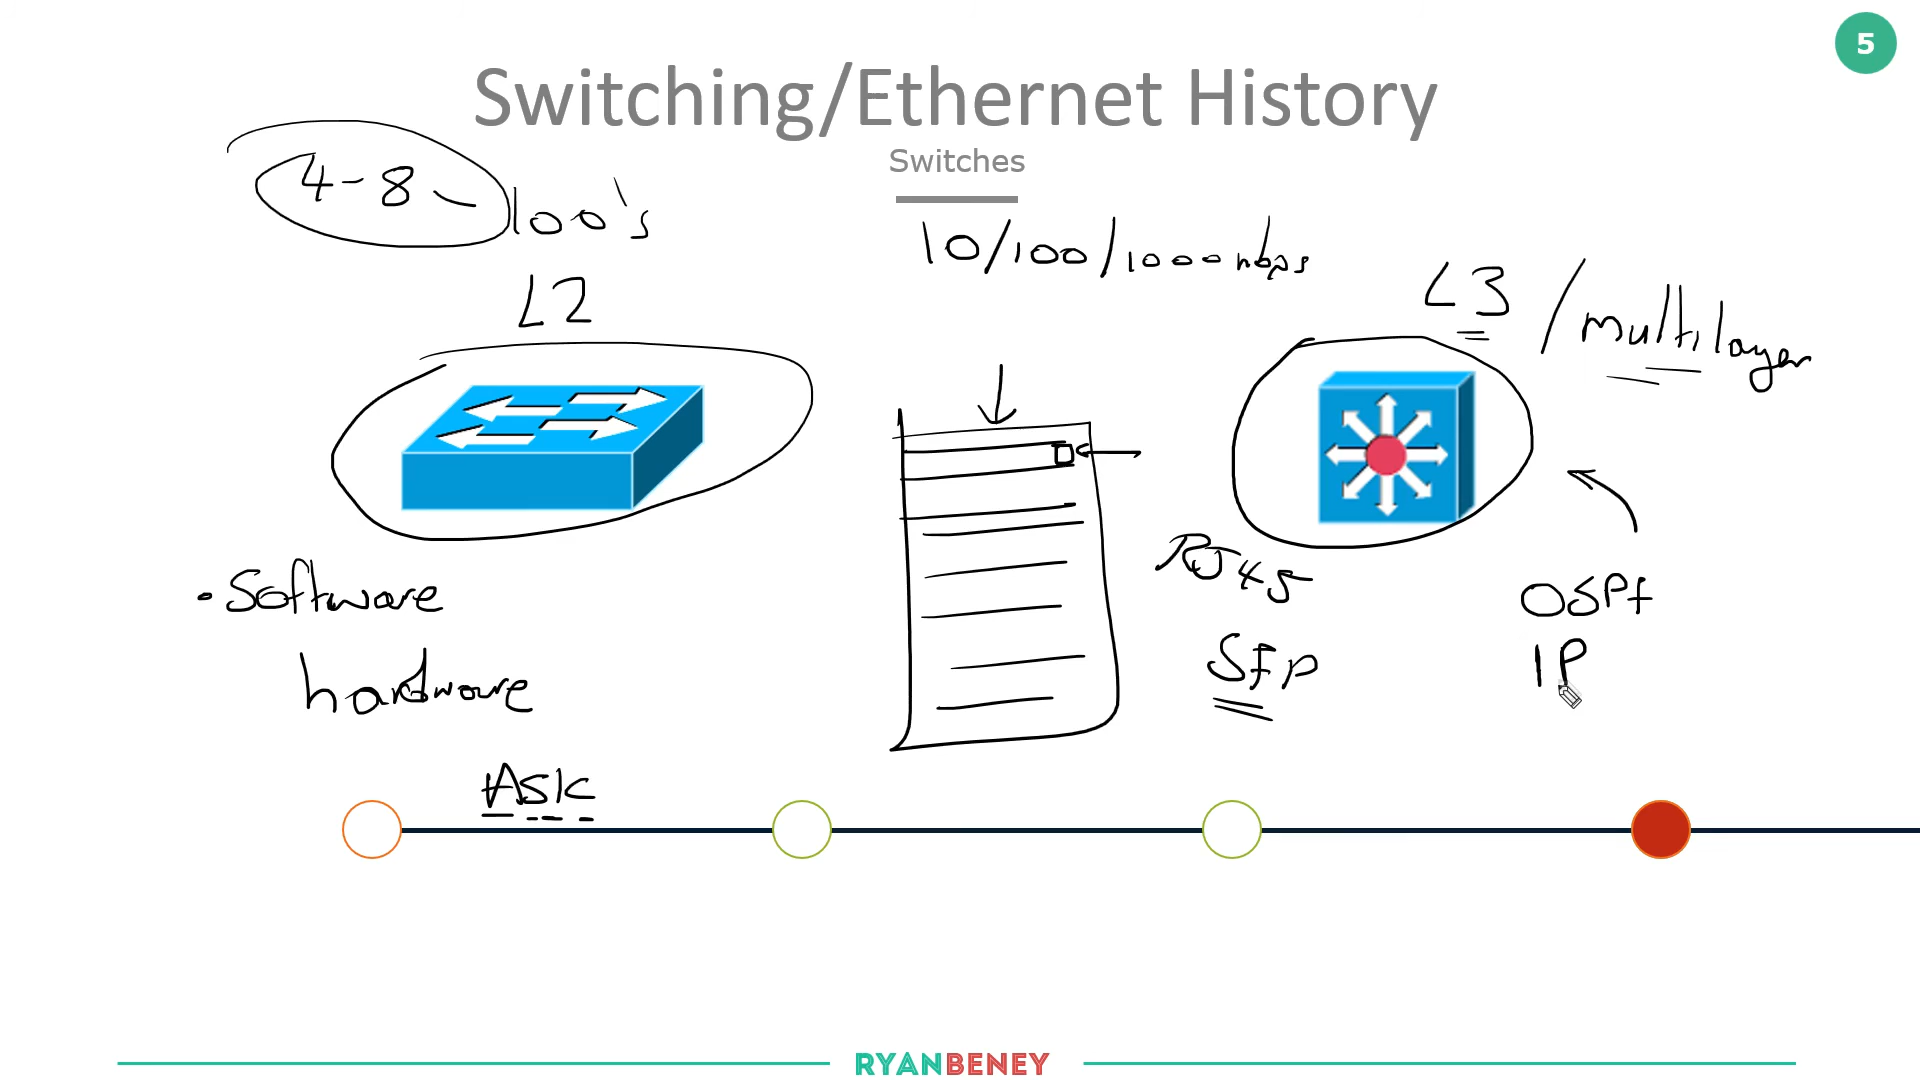 5
Switching/Ethernet History
Switches
4-8
100's
10/100/1000mbps
L2
L3 / multilayer
RJ45
• Software
OSPf
hardware
SFP
IP
ASIC
RYANBENEY